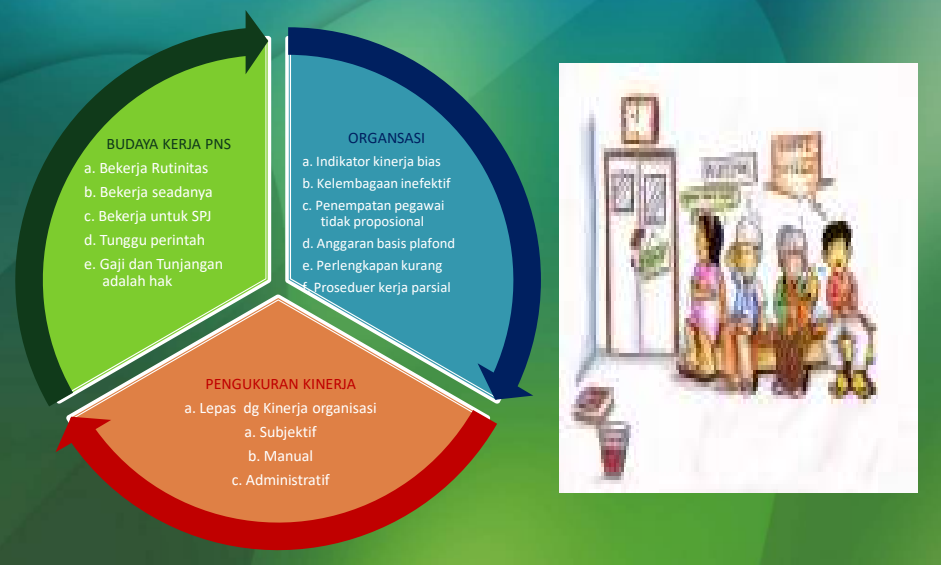 BUDAYA KERJA PNS
a. Bekerja Rutinitas
b. Bekerja seadanya
c. Bekerja untuk SPJ
d. Tunggu perintah
e. Gaji dan Tunjangan
adalah hak
ORGANSASI
a. Indikator kinerja bias
b. Kelembagaan inefektif
c. Penempatan pegawai
tidak proposional
d. Anggaran basis plafond
e. Perlengkapan kurang
f. Proseduer kerja parsial
PENGUKURAN KINERJA
a. Lepas dg Kinerja organisasi
a. Subjektif
b. Manual
c. Administratif